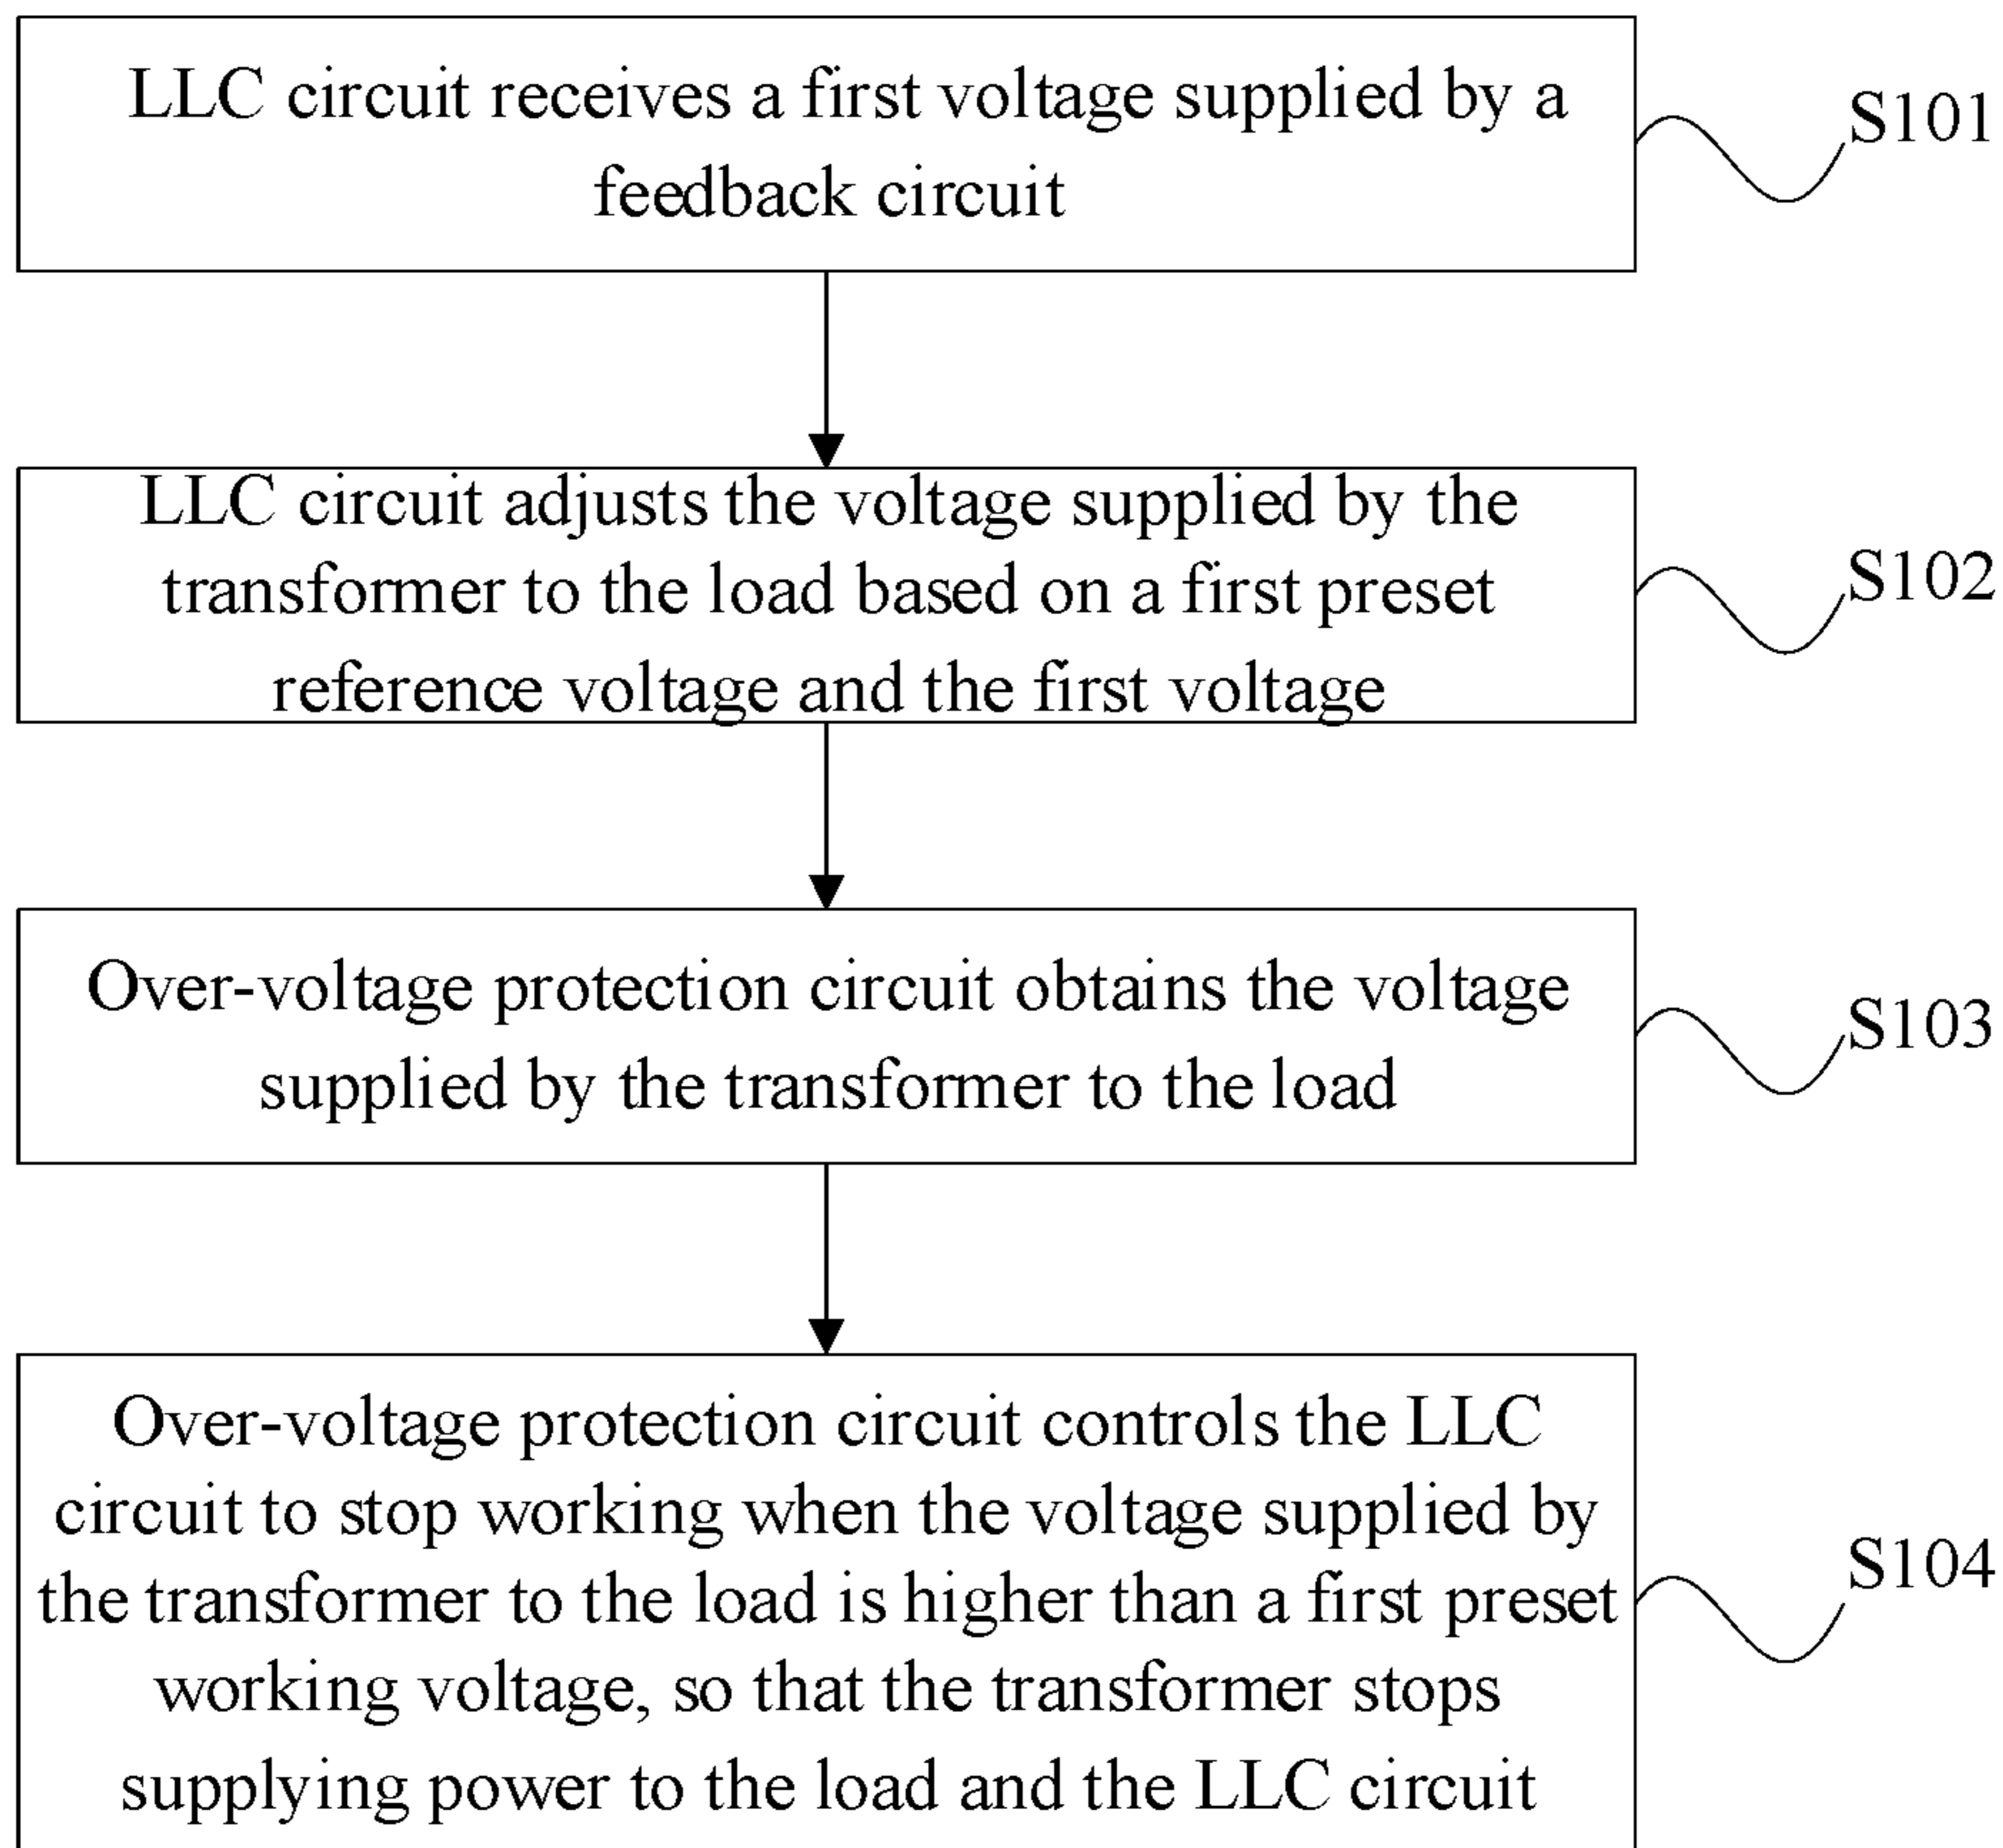 LLC circuit receives a first voltage supplied by a
feedback circuit
S101
LLC circuit adjusts the voltage supplied by the
transformer to the load based on a first preset
reference voltage and the first voltage
S102
Over-voltage protection circuit obtains the voltage
supplied by the transformer to the load
S103
Over-voltage protection circuit controls the LLC
circuit to stop working when the voltage supplied by
the transformer to the load is higher than a first preset
working voltage, so that the transformer stops
supplying power to the load and the LLC circuit
S104